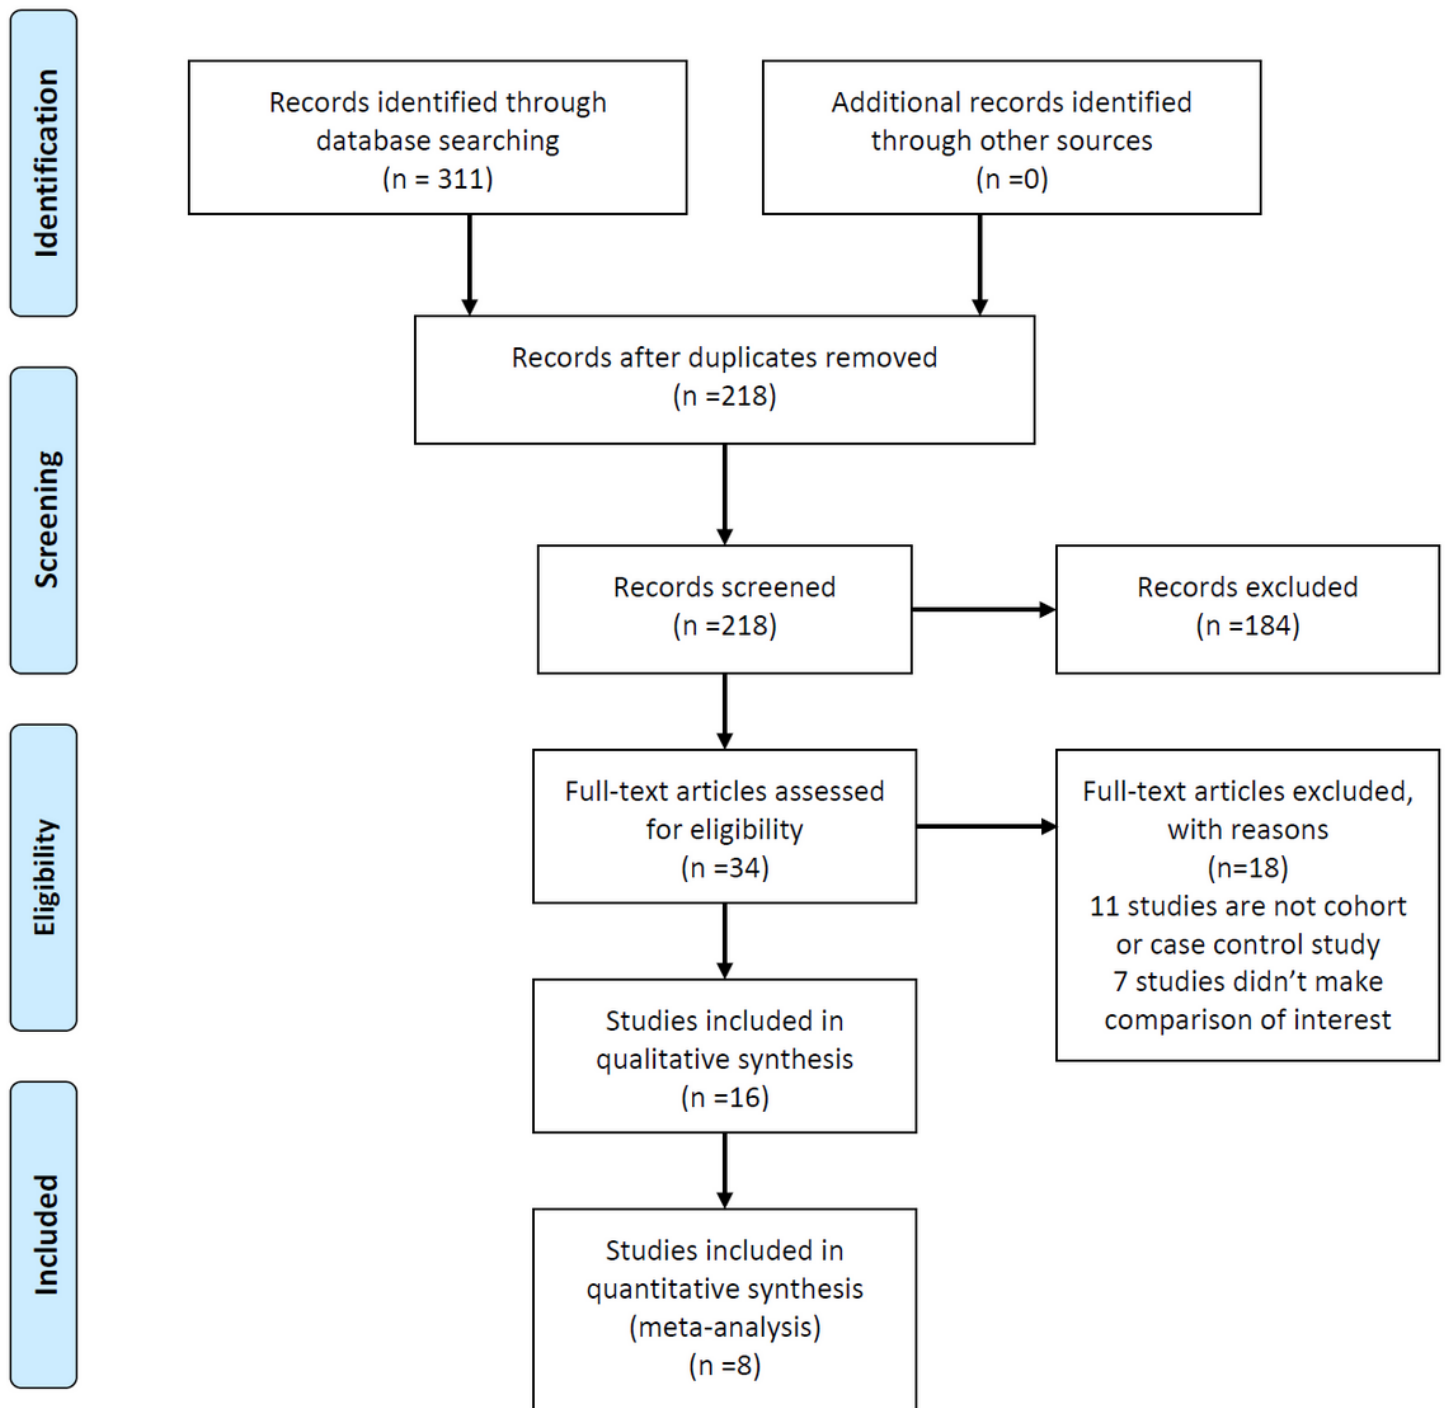 Identification
Records identified through
database searching
(n = 311)
Additional records identified
through other sources
(n =0)
Records after duplicates removed
(n =218)
Screening
Records screened
(n =218)
Records excluded
(n =184)
Eligibility
Full-text articles assessed
for eligibility
(n =34)
Full-text articles excluded,
with reasons
(n=18)
11 studies are not cohort
or case control study
7 studies didn’t make
comparison of interest
Studies included in
qualitative synthesis
(n =16)
Included
Studies included in
quantitative synthesis
(meta-analysis)
(n =8)